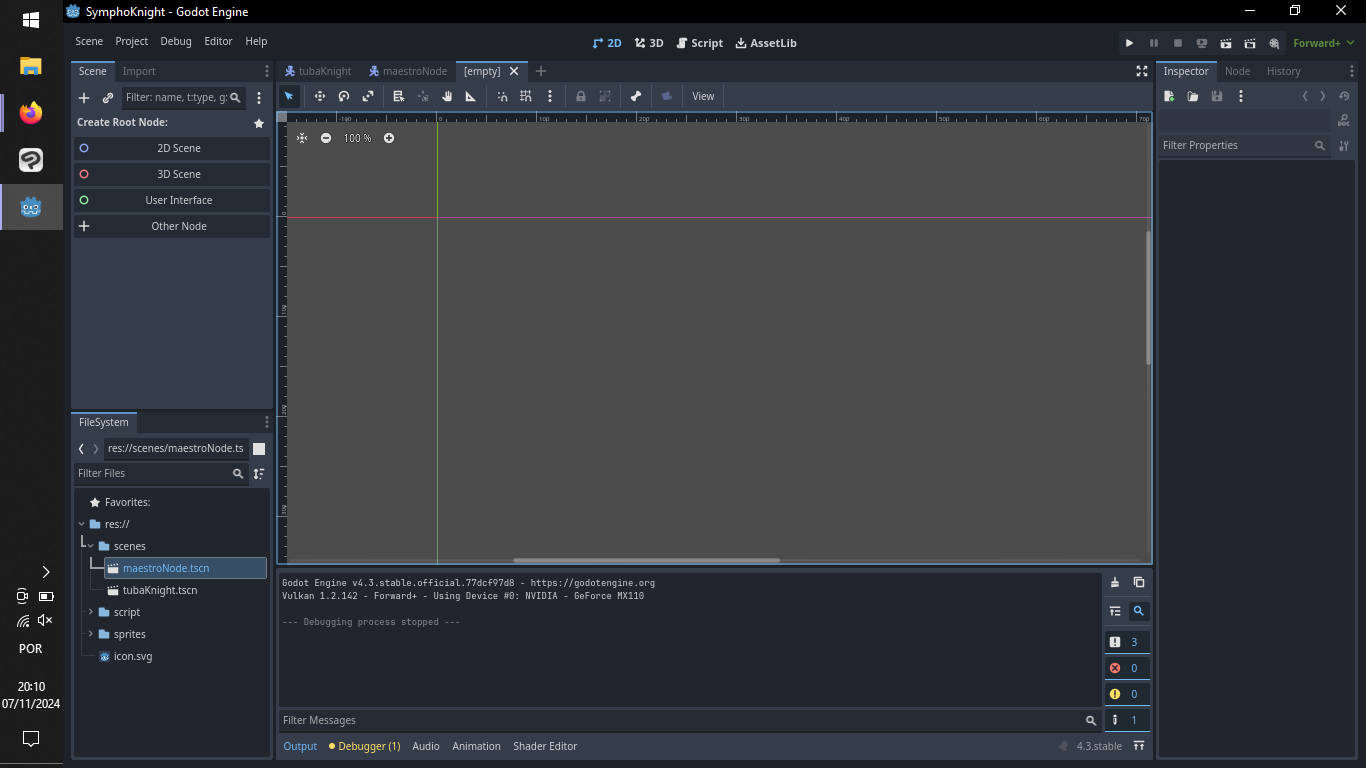 SymphoKnight - Godot Engine
Scene Project Debug Editor Help
2D 3D Script AssetLib
Forward+
Scene Import
tubaKnight maestroNode [empty]
Inspector Node History
Filter: name, t:type, g:
View
Create Root Node:
2D Scene
3D Scene
User Interface
Other Node
-100 0 100 200 300 400 500 600 700
100 %
0
100
200
300
Filter Properties
FileSystem
res://scenes/maestroNode.ts
Filter Files
Favorites:
res://
scenes
maestroNode.tscn
tubaKnight.tscn
script
sprites
icon.svg
Godot Engine v4.3.stable.official.77dcf97d8 - https://godotengine.org
Vulkan 1.2.142 - Forward+ - Using Device #0: NVIDIA - GeForce MX110
--- Debugging process stopped ---
3
0
0
1
Filter Messages
Output Debugger (1) Audio Animation Shader Editor
4.3.stable
POR
20:10
07/11/2024